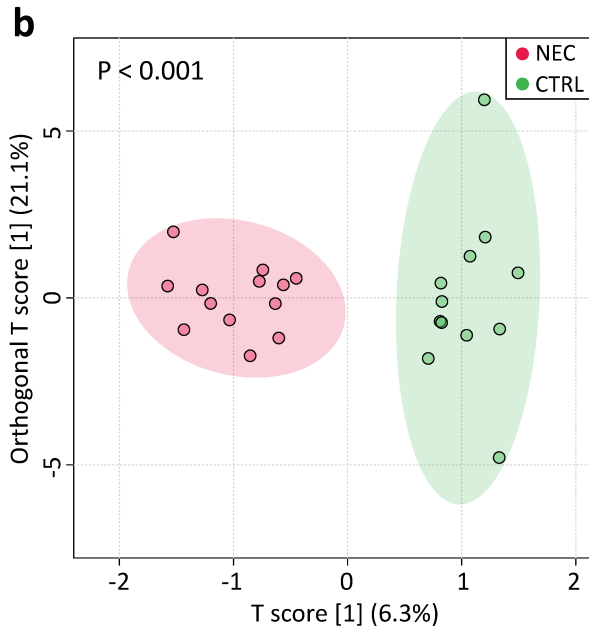 b
P < 0.001
NEC
CTRL
Orthogonal T score [1] (21.1%)
5
0
-5
-2
-1
0
1
2
T score [1] (6.3%)